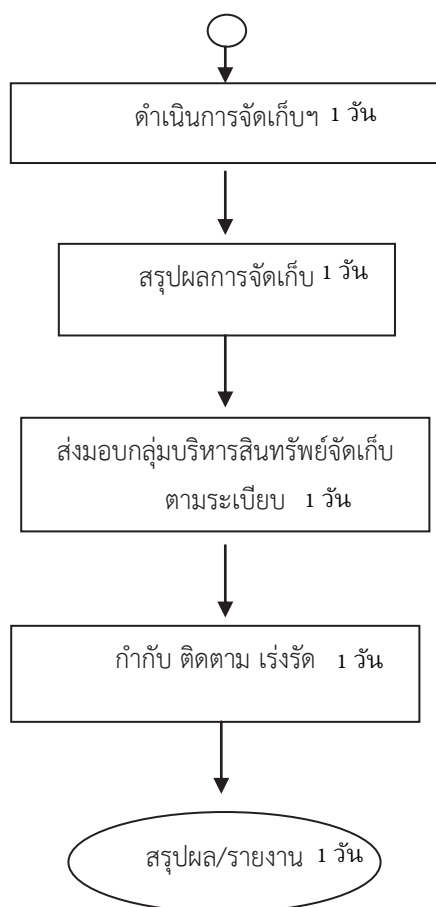 ดำเนินการจัดเก็บฯ 1 วัน
สรุปผลการจัดเก็บ 1 วัน
ส่งมอบกลุ่มบริหารสินทรัพย์จัดเก็บ
ตามระเบียบ 1 วัน
กำกับ ติดตาม เร่งรัด 1 วัน
สรุปผล/รายงาน 1 วัน